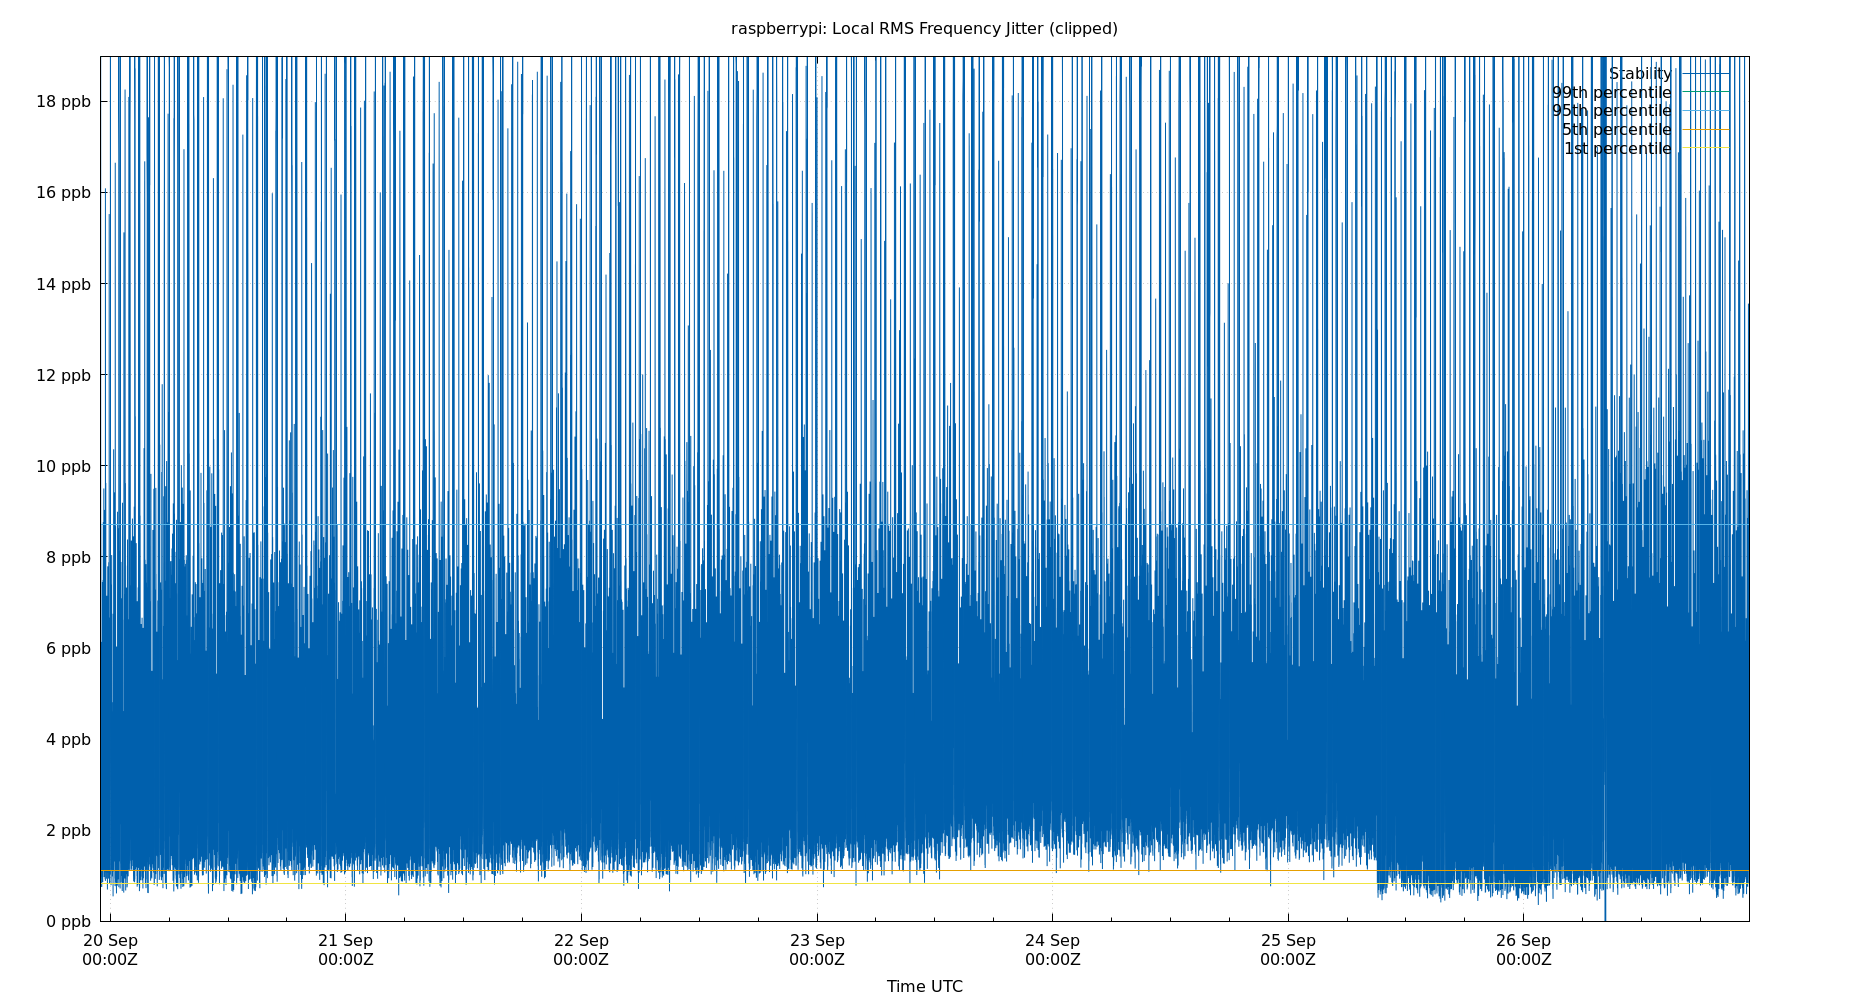 raspberrypi: Local RMS Frequency Jitter (clipped)
Stability
99th percentile
95th percentile
5th percentile
1st percentile
18 ppb
16 ppb
14 ppb
12 ppb
10 ppb
8 ppb
6 ppb
4 ppb
2 ppb
0 ppb
20 Sep 21 Sep 22 Sep 23 Sep 24 Sep 25 Sep 26 Sep
00:00Z 00:00Z 00:00Z 00:00Z 00:00Z 00:00Z 00:00Z
Time UTC